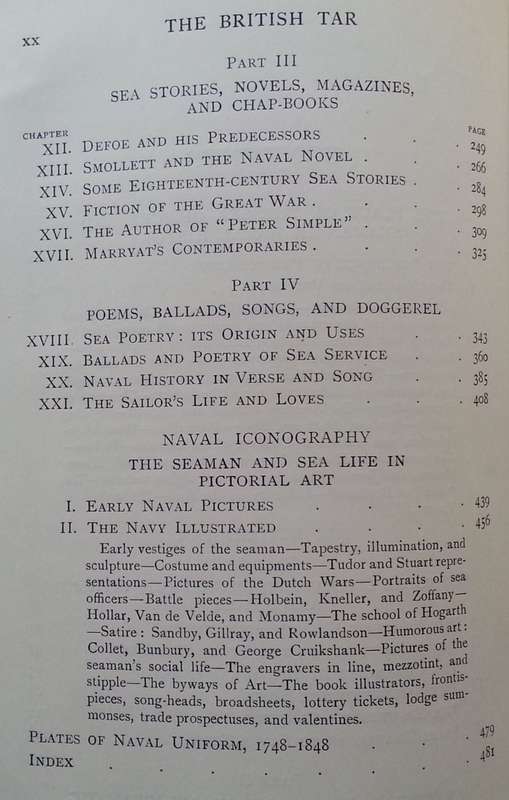 xx
THE BRITISH TAR
PART III
SEA STORIES, NOVELS, MAGAZINES,
AND CHAP-BOOKS
CHAPTER PAGE
XII. DEFOE AND HIS PREDECESSORS . . . 249
XIII. SMOLLETT AND THE NAVAL NOVEL . . . 266
XIV. SOME EIGHTEENTH-CENTURY SEA STORIES . . 284
XV. FICTION OF THE GREAT WAR . . . . 298
XVI. THE AUTHOR OF “PETER SIMPLE” . . . 309
XVII. MARRYAT'S CONTEMPORARIES . . . . 325
PART IV
POEMS, BALLADS, SONGS, AND DOGGEREL
XVIII. SEA POETRY: ITS ORIGIN AND USES . . 343
XIX. BALLADS AND POETRY OF SEA SERVICE . . 360
XX. NAVAL HISTORY IN VERSE AND SONG . . 385
XXI. THE SAILOR'S LIFE AND LOVES . . . 408
NAVAL ICONOGRAPHY
THE SEAMAN AND SEA LIFE IN
PICTORIAL ART
I. EARLY NAVAL PICTURES . . . . 439
II. THE NAVY ILLUSTRATED . . . . 456
Early vestiges of the seaman—Tapestry, illumination, and
sculpture—Costume and equipments—Tudor and Stuart repre-
sentations—Pictures of the Dutch Wars—Portraits of sea
officers—Battle pieces—Holbein, Kneller, and Zoffany—
Hollar, Van de Velde, and Monamy—The school of Hogarth
—Satire: Sandby, Gillray, and Rowlandson—Humorous art:
Collet, Bunbury, and George Cruikshank—Pictures of the
seaman's social life—The engravers in line, mezzotint, and
stipple—The byways of Art—The book illustrators, frontis-
pieces, song-heads, broadsheets, lottery tickets, lodge sum-
monses, trade prospectuses, and valentines.
PLATES OF NAVAL UNIFORM, 1748–1848 . . . 479
INDEX . . . . . . . . 481